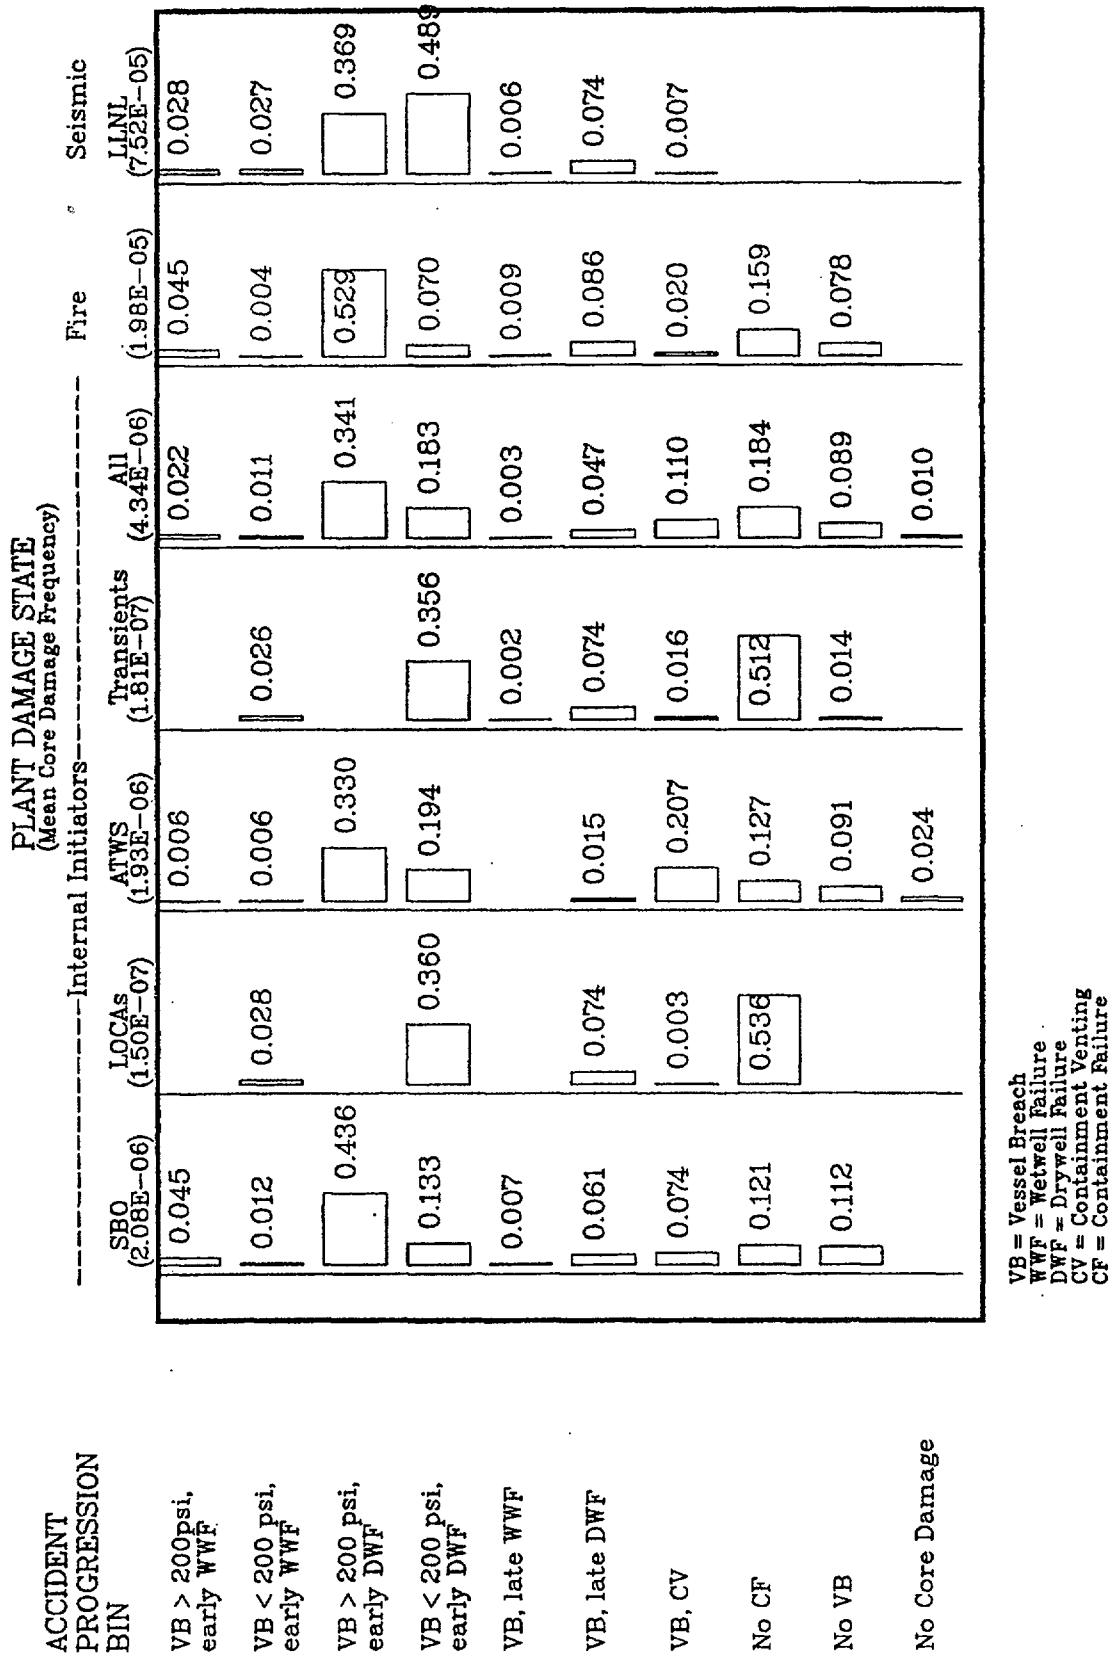 PLANT DAMAGE STATE
(Mean Core Damage Frequency)
ACCIDENT
PROGRESSION
BIN
--------------Internal Initiators--------------
Fire
Seismic
SBO
(2.08E-06)
LOCAs
(1.50E-07)
ATWS
(1.93E-06)
Transients
(1.81E-07)
All
(4.34E-06)
(1.98E-05)
LLNL
(7.52E-05)
VB > 200psi,
early WWF
0.045 0.006 0.022 0.045 0.028
VB < 200 psi,
early WWF
0.012 0.028 0.006 0.026 0.011 0.004 0.027
VB > 200 psi,
early DWF
0.436 0.330 0.341 0.529 0.369
VB < 200 psi,
early DWF
0.133 0.360 0.194 0.356 0.183 0.070 0.489
VB, late WWF
0.007 0.002 0.003 0.009 0.006
VB, late DWF
0.061 0.074 0.015 0.074 0.047 0.086 0.074
VB, CV
0.074 0.003 0.207 0.016 0.110 0.020 0.007
No CF
0.121 0.536 0.127 0.512 0.184 0.159
No VB
0.112 0.091 0.014 0.089 0.078
No Core Damage
0.024 0.010
VB = Vessel Breach
WWF = Wetwell Failure
DWF = Drywell Failure
CV = Containment Venting
CF = Containment Failure